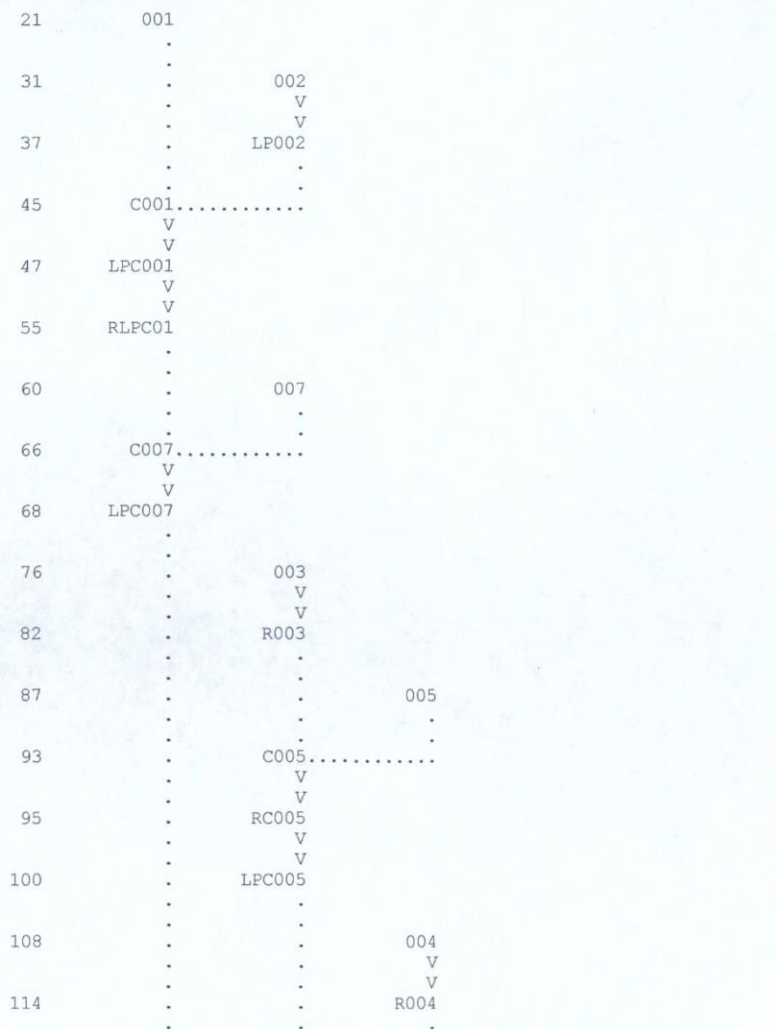 21 001
.
.
31 . 002
. V
. V
37 . LP002
. .
. .
45 C001............
V
V
47 LPC001
V
V
55 RLPC01
.
.
60 . 007
. .
. .
66 C007............
V
V
68 LPC007
.
.
76 . 003
. V
. V
82 . R003
. .
. .
87 . . 005
. . .
. . .
93 . C005............
. V
. V
95 . RC005
. V
. V
100 . LPC005
. .
. .
108 . . 004
. . V
. . V
114 . . R004
. . .